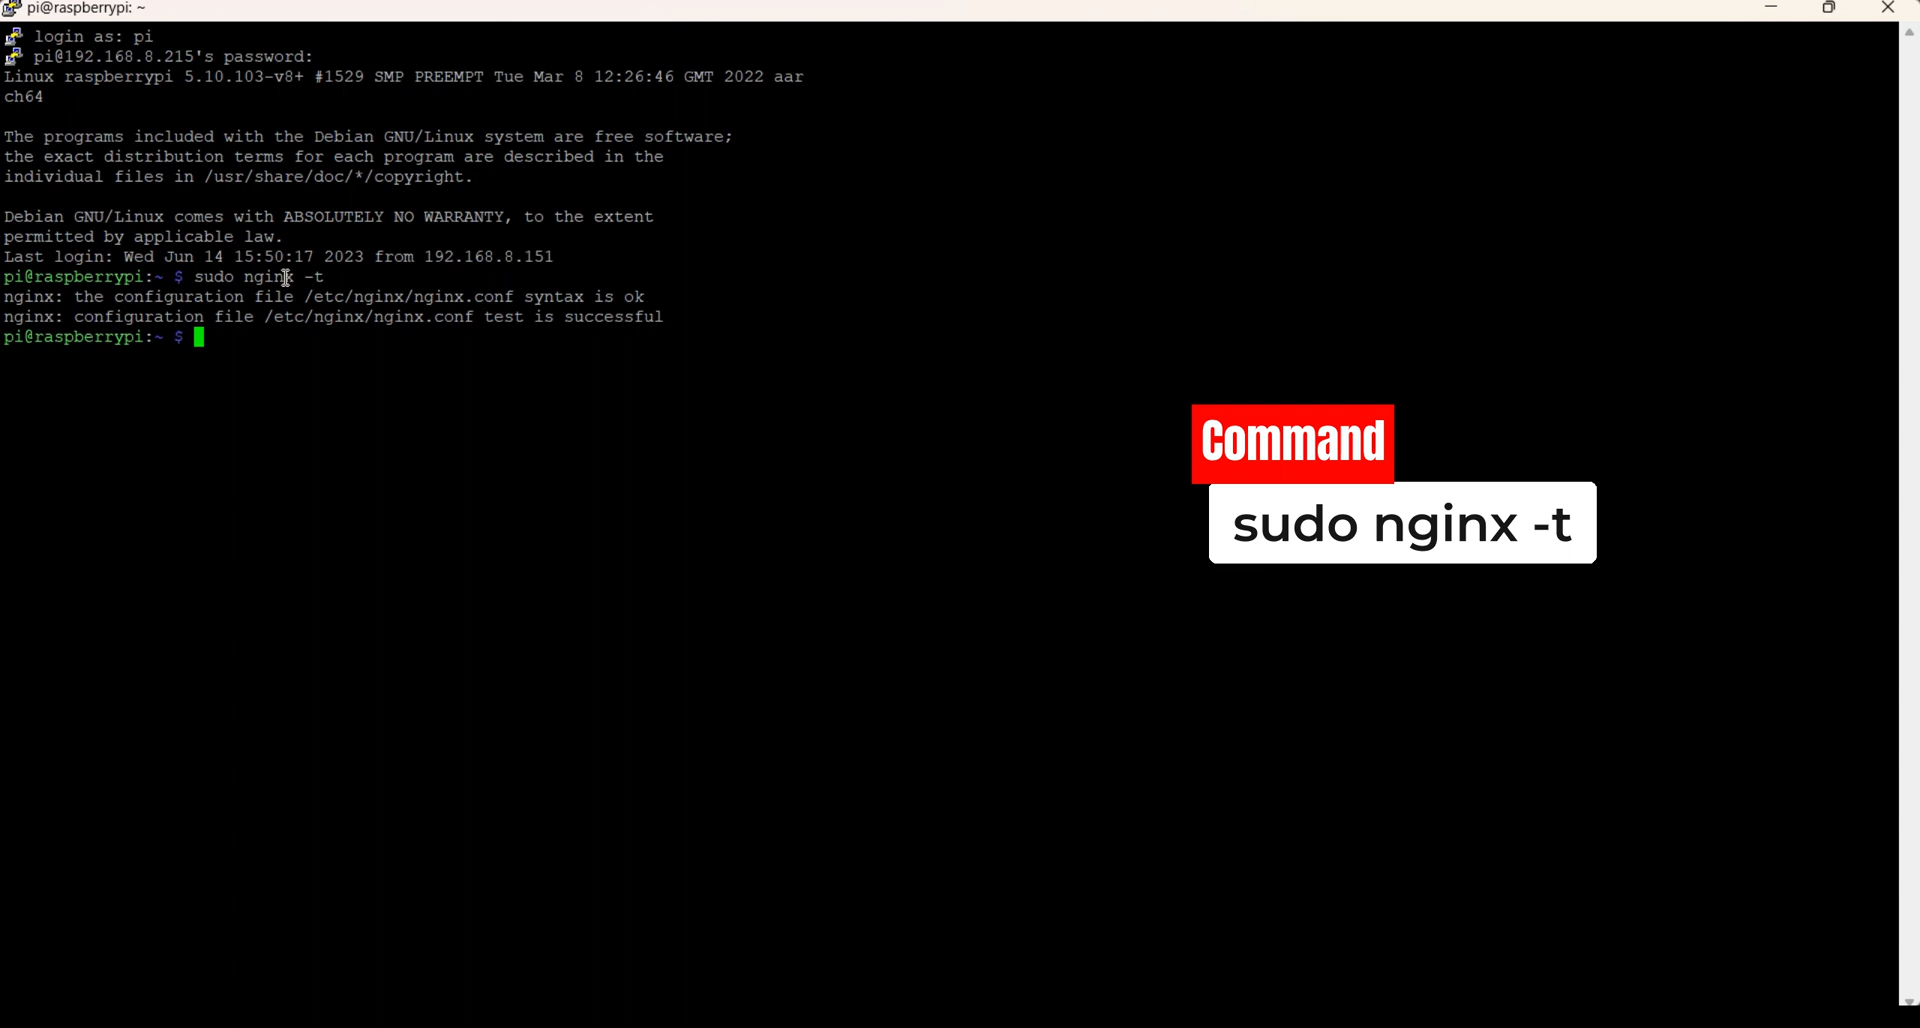 pi@raspberrypi: ~
login as: pi
pi@192.168.8.215's password:
Linux raspberrypi 5.10.103-v8+ #1529 SMP PREEMPT Tue Mar 8 12:26:46 GMT 2022 aar
ch64
The programs included with the Debian GNU/Linux system are free software;
the exact distribution terms for each program are described in the
individual files in /usr/share/doc/*/copyright.
Debian GNU/Linux comes with ABSOLUTELY NO WARRANTY, to the extent
permitted by applicable law.
Last login: Wed Jun 14 15:50:17 2023 from 192.168.8.151
pi@raspberrypi:~ $ sudo nginx -t
nginx: the configuration file /etc/nginx/nginx.conf syntax is ok
nginx: configuration file /etc/nginx/nginx.conf test is successful
pi@raspberrypi:~ $
Command
sudo nginx -t